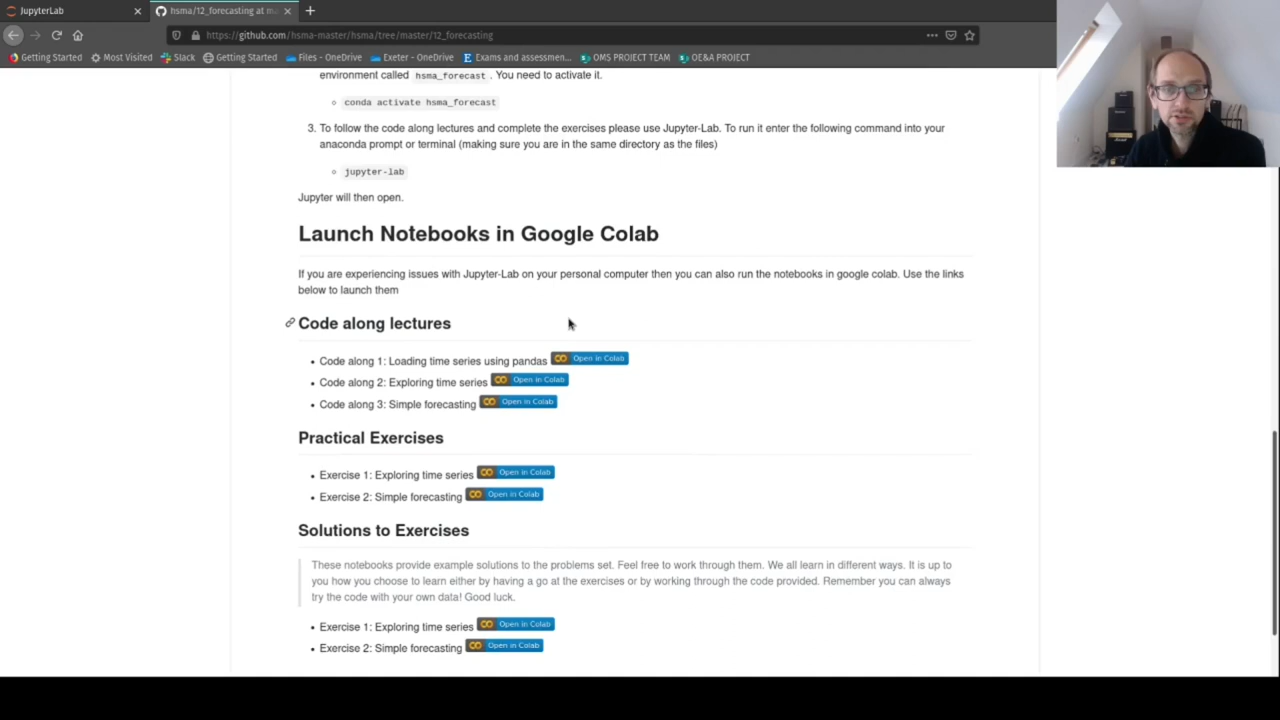 JupyterLab
hsma/12_forecasting at ma
https://github.com/hsma-master/hsma/tree/master/12_forecasting
Getting Started Most Visited Slack Getting Started Files - OneDrive Exeter - OneDrive Exams and assessmen... OMS PROJECT TEAM OE&A PROJECT
environment called hsma_forecast . You need to activate it.
conda activate hsma_forecast
3. To follow the code along lectures and complete the exercises please use Jupyter-Lab. To run it enter the following command into your
anaconda prompt or terminal (making sure you are in the same directory as the files)
jupyter-lab
Jupyter will then open.
Launch Notebooks in Google Colab
If you are experiencing issues with Jupyter-Lab on your personal computer then you can also run the notebooks in google colab. Use the links
below to launch them
Code along lectures
Code along 1: Loading time series using pandas Open in Colab
Code along 2: Exploring time series Open in Colab
Code along 3: Simple forecasting Open in Colab
Practical Exercises
Exercise 1: Exploring time series Open in Colab
Exercise 2: Simple forecasting Open in Colab
Solutions to Exercises
These notebooks provide example solutions to the problems set. Feel free to work through them. We all learn in different ways. It is up to
you how you choose to learn either by having a go at the exercises or by working through the code provided. Remember you can always
try the code with your own data! Good luck.
Exercise 1: Exploring time series Open in Colab
Exercise 2: Simple forecasting Open in Colab